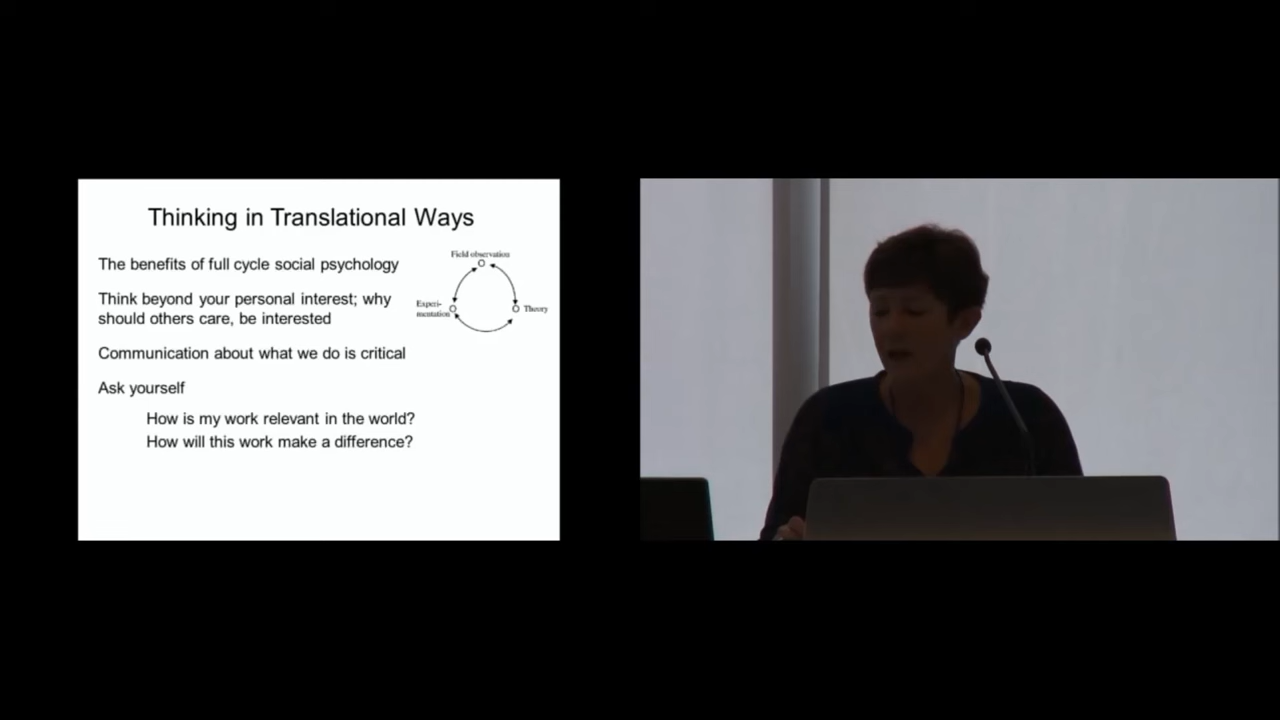 Thinking in Translational Ways
The benefits of full cycle social psychology
Think beyond your personal interest; why
should others care, be interested
Communication about what we do is critical
Ask yourself
How is my work relevant in the world?
How will this work make a difference?
Field observation
Experi-
mentation
Theory